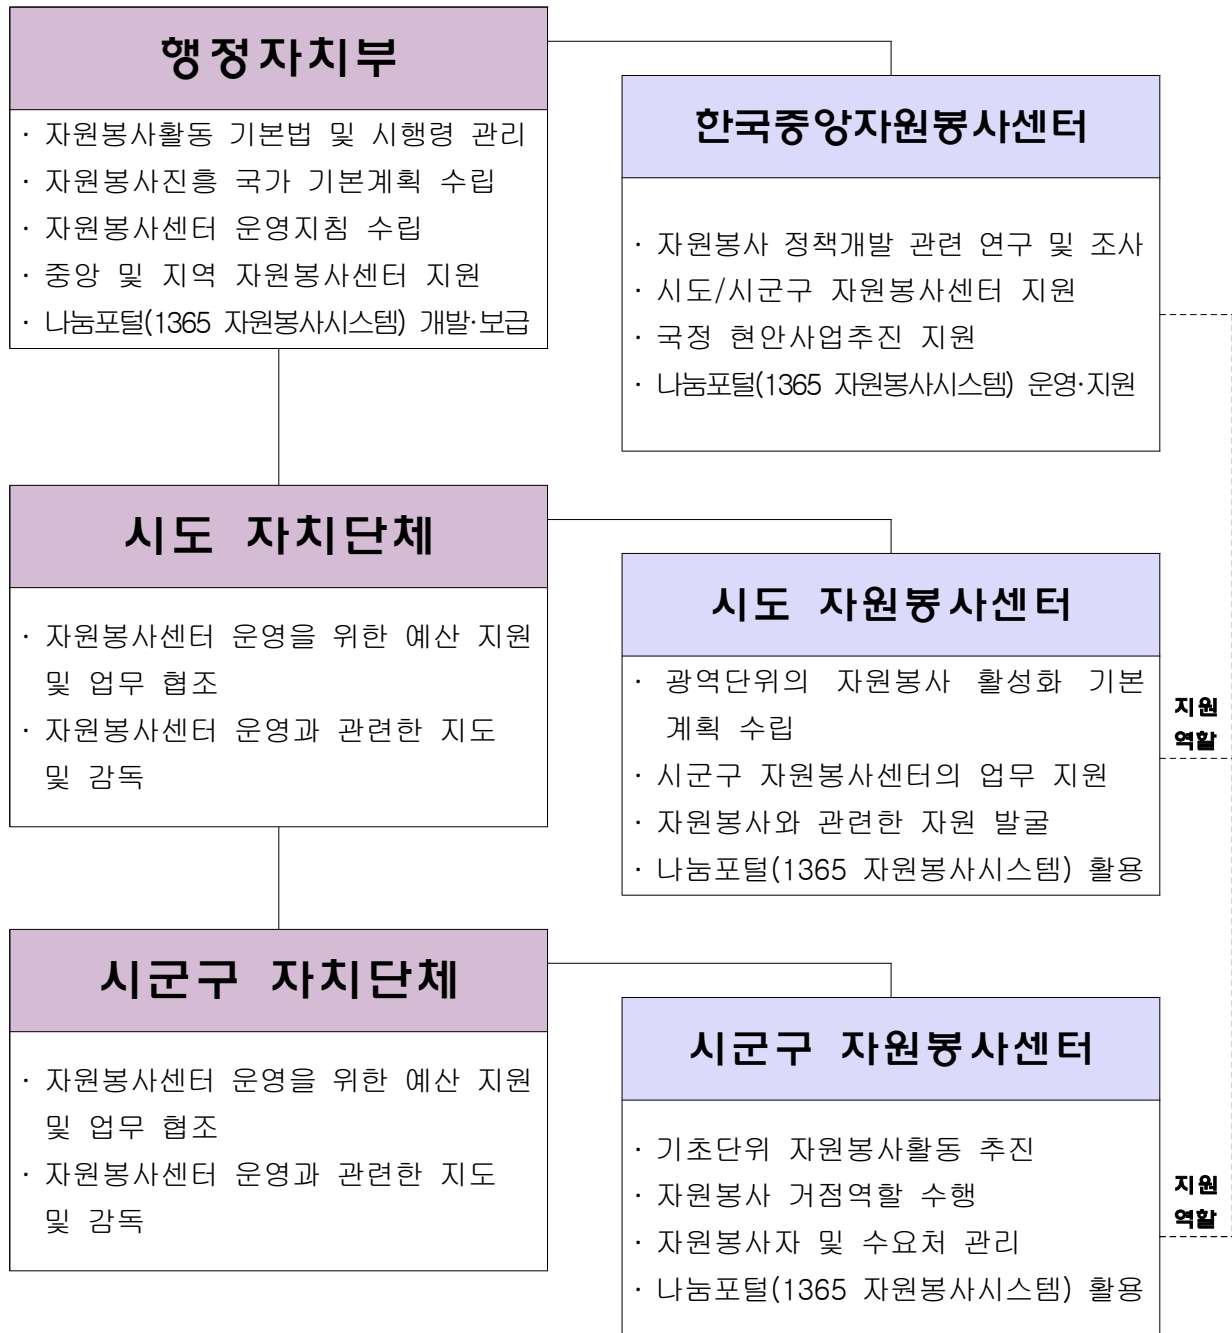 행정자치부
· 자원봉사활동 기본법 및 시행령 관리
· 자원봉사진흥 국가 기본계획 수립
· 자원봉사센터 운영지침 수립
· 중앙 및 지역 자원봉사센터 지원
· 나눔포털(1365 자원봉사시스템) 개발·보급
한국중앙자원봉사센터
· 자원봉사 정책개발 관련 연구 및 조사
· 시도/시군구 자원봉사센터 지원
· 국정 현안사업추진 지원
· 나눔포털(1365 자원봉사시스템) 운영·지원
시도 자치단체
· 자원봉사센터 운영을 위한 예산 지원
및 업무 협조
· 자원봉사센터 운영과 관련한 지도
및 감독
시도 자원봉사센터
· 광역단위의 자원봉사 활성화 기본
계획 수립
· 시군구 자원봉사센터의 업무 지원
· 자원봉사와 관련한 자원 발굴
· 나눔포털(1365 자원봉사시스템) 활용
지원
역할
시군구 자치단체
· 자원봉사센터 운영을 위한 예산 지원
및 업무 협조
· 자원봉사센터 운영과 관련한 지도
및 감독
시군구 자원봉사센터
· 기초단위 자원봉사활동 추진
· 자원봉사 거점역할 수행
· 자원봉사자 및 수요처 관리
· 나눔포털(1365 자원봉사시스템) 활용
지원
역할